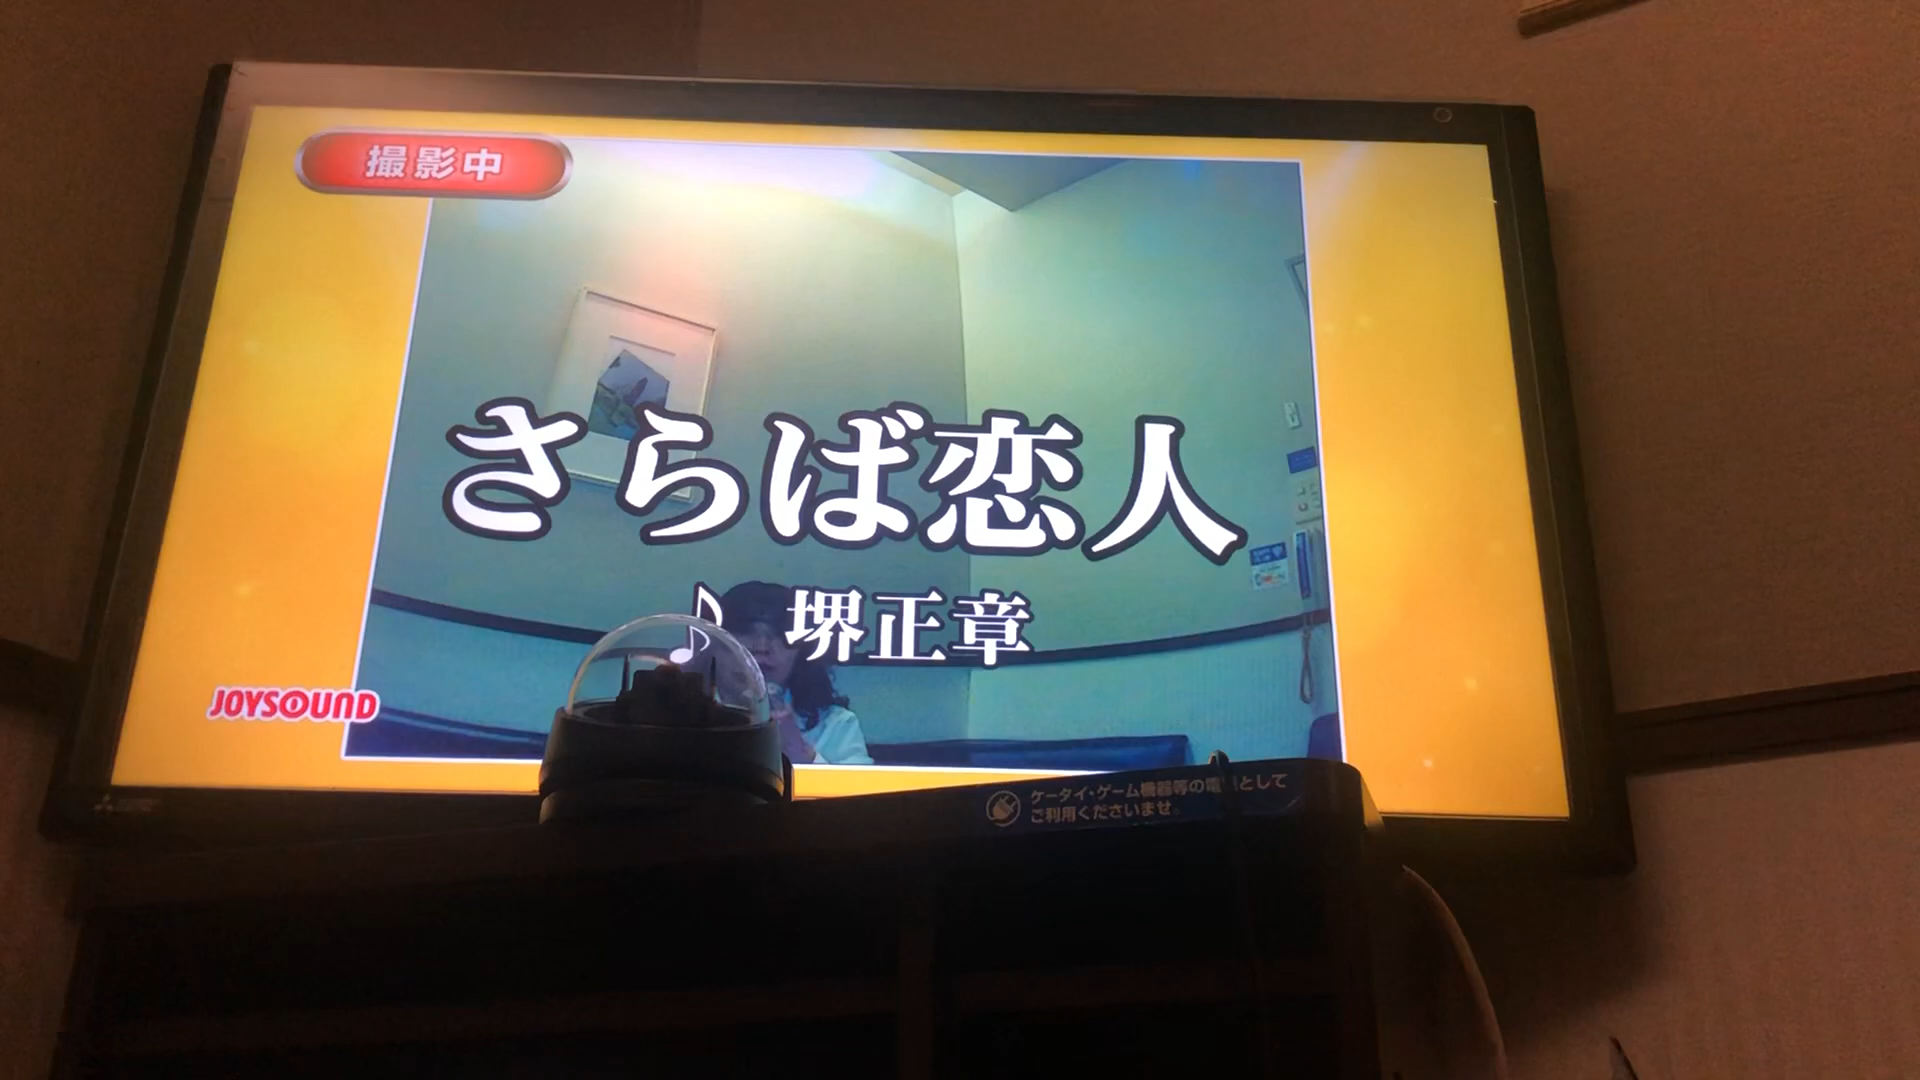 撮影中
さらば恋人
♪ 堺正章
JOYSOUND
ケータイ・ゲーム機器等の電 として
ご利用くださいませ。